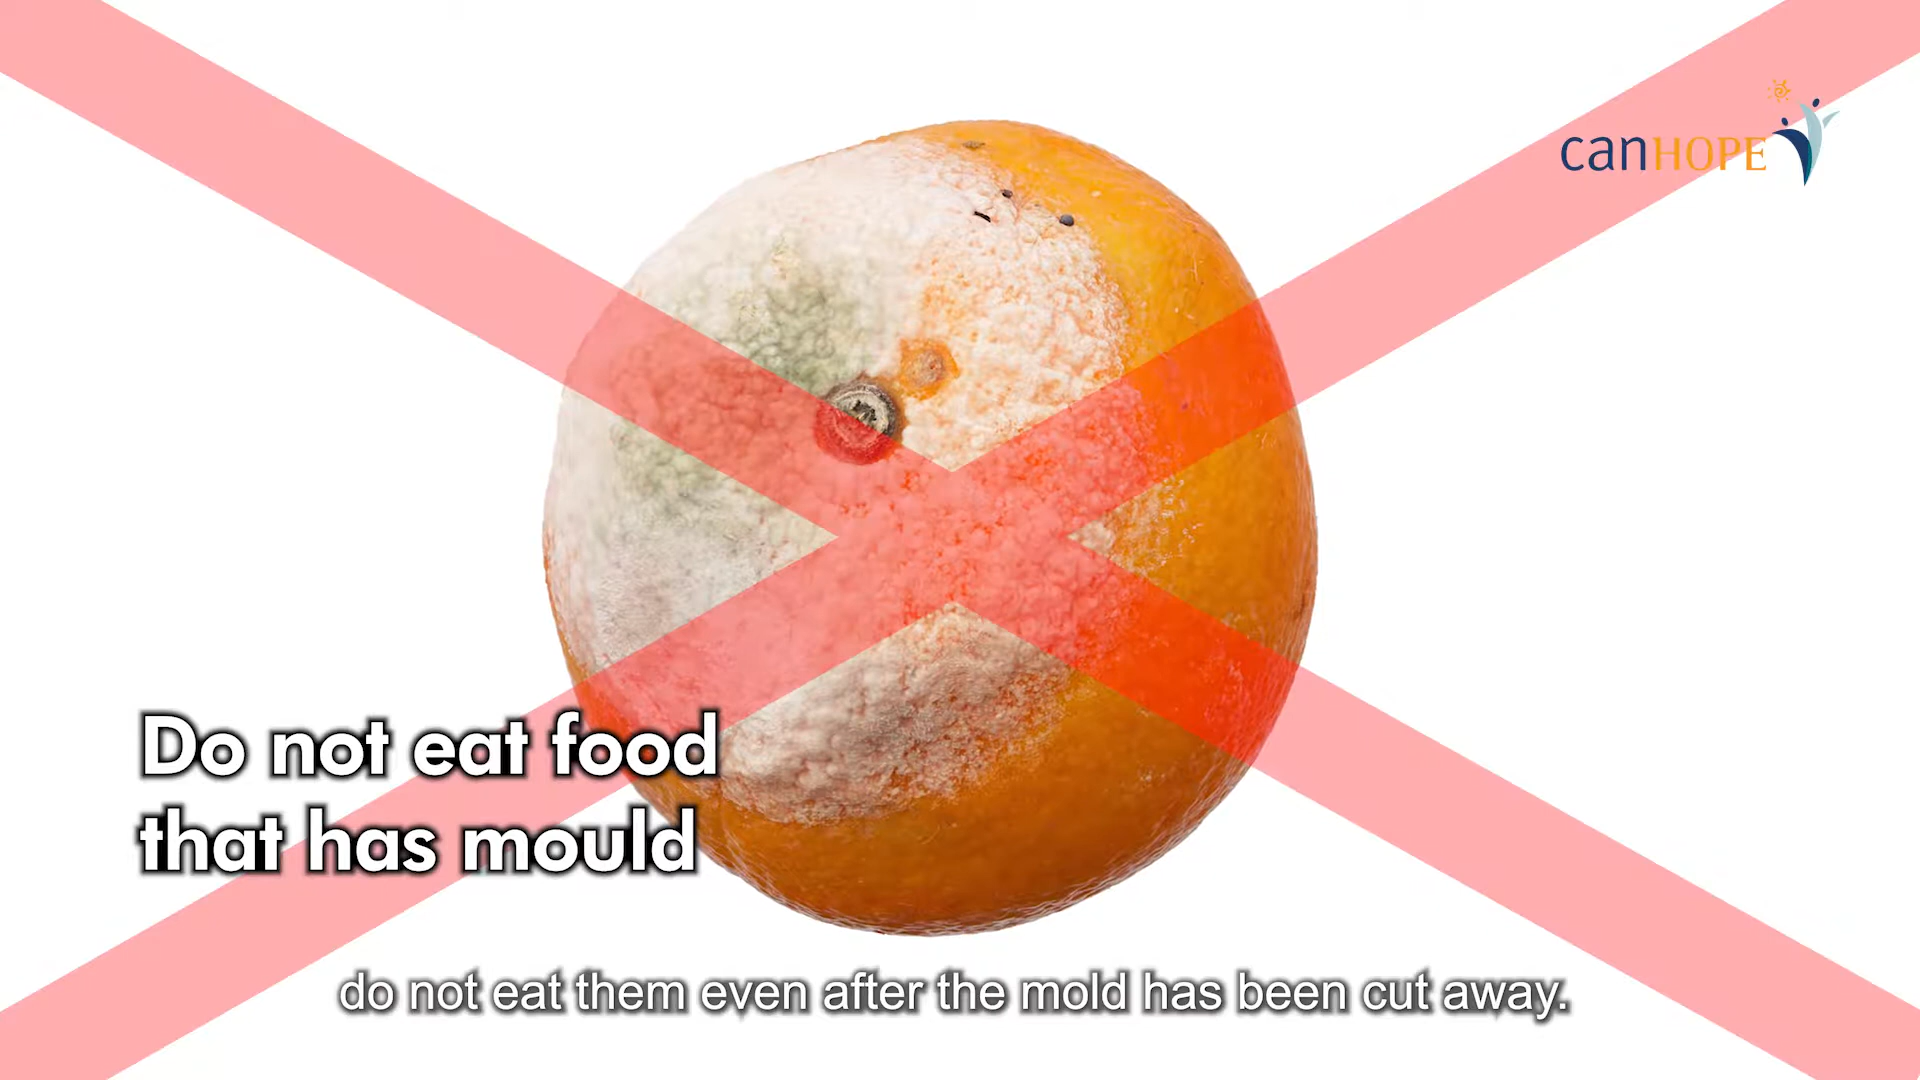 canHOPE
Do not eat food
that has mould
do not eat them even after the mold has been cut away.